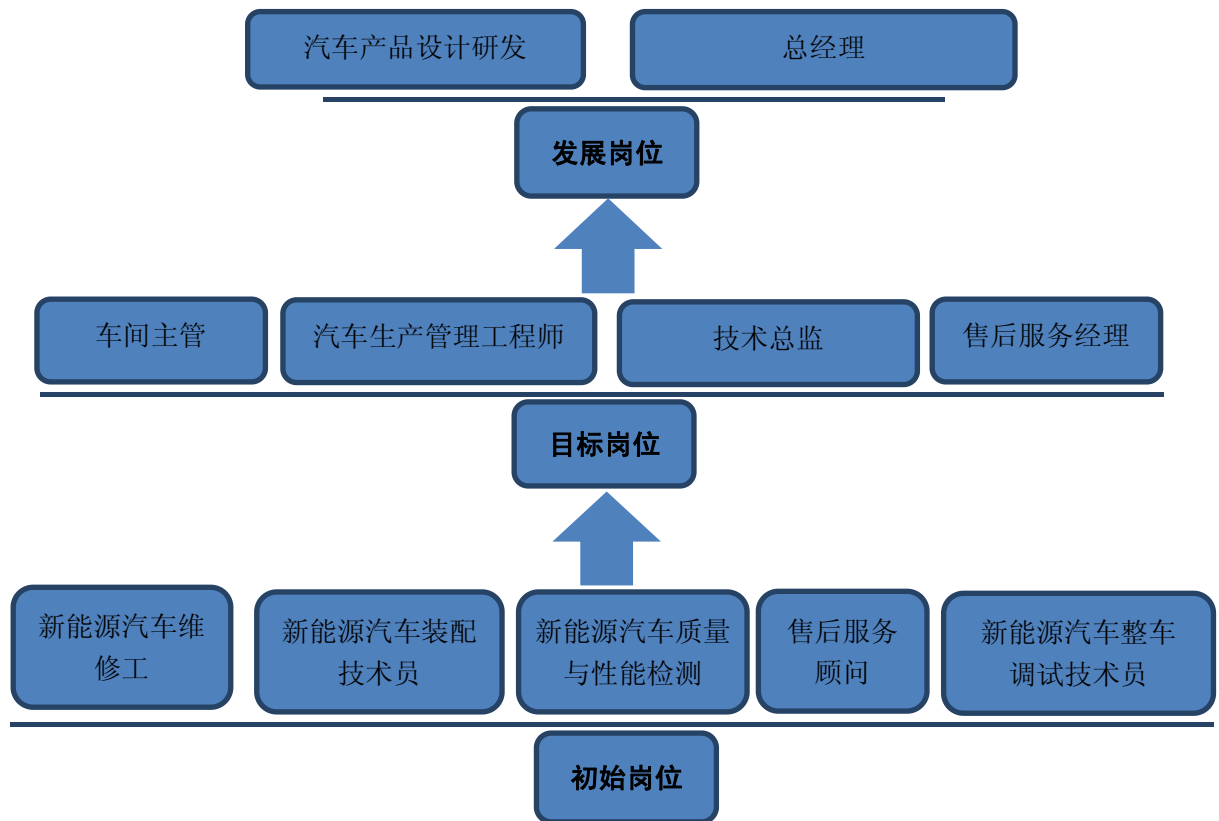 汽车产品设计研发
总经理
发展岗位
车间主管
汽车生产管理工程师
技术总监
售后服务经理
目标岗位
新能源汽车维
修工
新能源汽车装配
技术员
新能源汽车质量
与性能检测
售后服务
顾问
新能源汽车整车
调试技术员
初始岗位